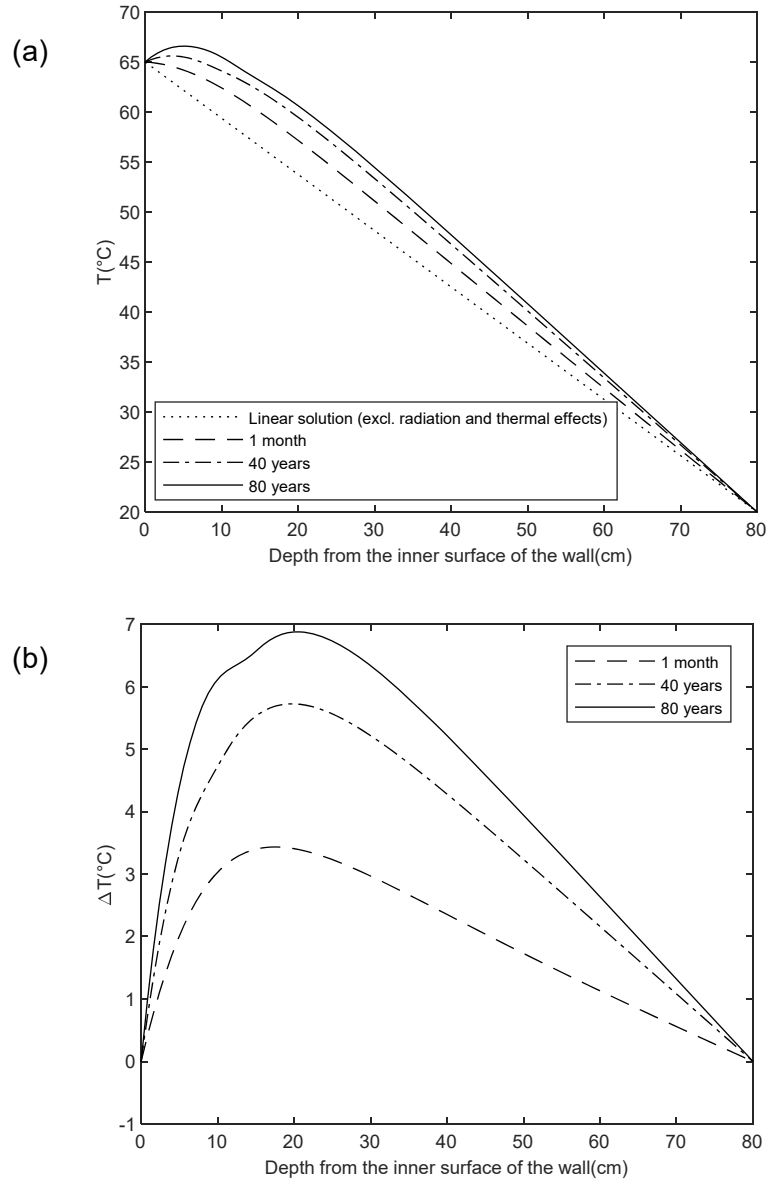 (a)
70
65
60
55
50
45
40
35
30
25
20
T(°C)
Linear solution (excl. radiation and thermal effects)
1 month
40 years
80 years
0 10 20 30 40 50 60 70 80
Depth from the inner surface of the wall(cm)
(b)
7
6
5
4
3
2
1
0
-1
ΔT(°C)
1 month
40 years
80 years
0 10 20 30 40 50 60 70 80
Depth from the inner surface of the wall(cm)